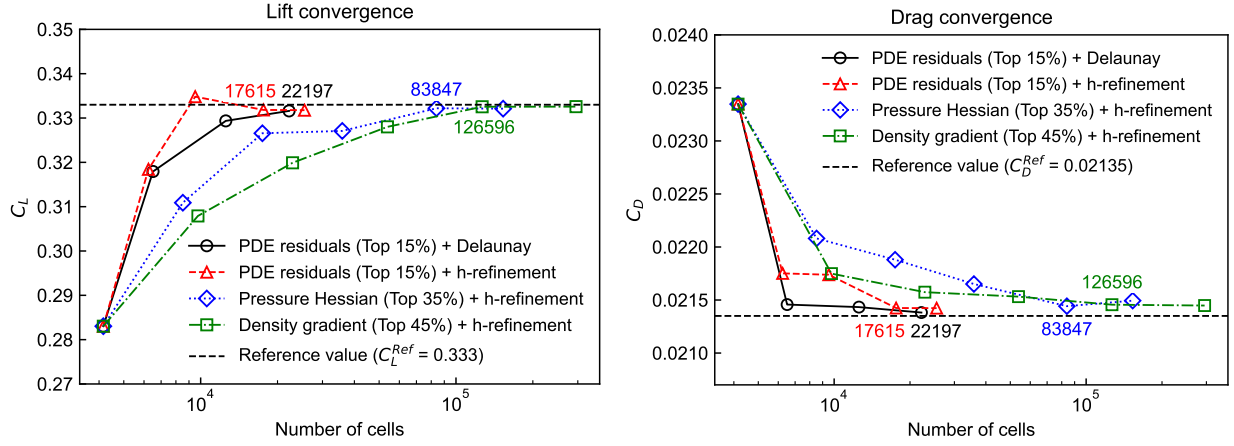 Lift convergence
0.35
0.34
0.33
0.32
0.31
0.30
0.29
0.28
0.27
C_L
17615 22197
83847
126596
PDE residuals (Top 15%) + Delaunay
PDE residuals (Top 15%) + h-refinement
Pressure Hessian (Top 35%) + h-refinement
Density gradient (Top 45%) + h-refinement
Reference value (C_L^{Ref} = 0.333)
10^4
10^5
Number of cells
Drag convergence
0.0240
0.0235
0.0230
0.0225
0.0220
0.0215
0.0210
C_D
PDE residuals (Top 15%) + Delaunay
PDE residuals (Top 15%) + h-refinement
Pressure Hessian (Top 35%) + h-refinement
Density gradient (Top 45%) + h-refinement
Reference value (C_D^{Ref} = 0.02135)
126596
17615 22197
83847
10^4
10^5
Number of cells